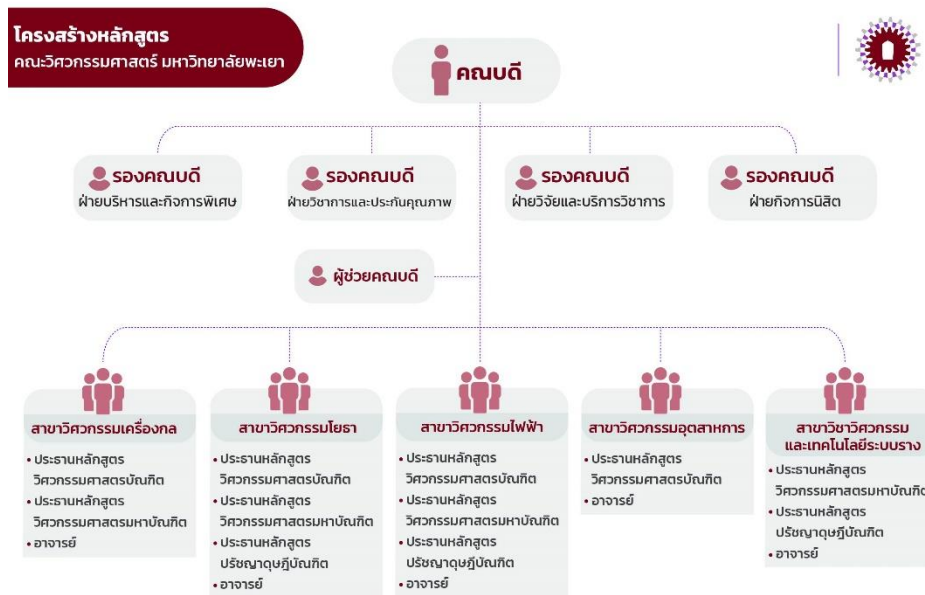 โครงสร้างหลักสูตร
คณะวิศวกรรมศาสตร์ มหาวิทยาลัยพะเยา
คณบดี
รองคณบดี
ฝ่ายบริหารและกิจการพิเศษ
รองคณบดี
ฝ่ายวิชาการและประกันคุณภาพ
รองคณบดี
ฝ่ายวิจัยและบริการวิชาการ
รองคณบดี
ฝ่ายกิจการนิสิต
ผู้ช่วยคณบดี
สาขาวิศวกรรมเครื่องกล
• ประธานหลักสูตร
วิศวกรรมศาสตรบัณฑิต
• ประธานหลักสูตร
วิศวกรรมศาสตรมหาบัณฑิต
• อาจารย์
สาขาวิศวกรรมโยธา
• ประธานหลักสูตร
วิศวกรรมศาสตรบัณฑิต
• ประธานหลักสูตร
วิศวกรรมศาสตรมหาบัณฑิต
• ประธานหลักสูตร
ปรัชญาดุษฎีบัณฑิต
• อาจารย์
สาขาวิศวกรรมไฟฟ้า
• ประธานหลักสูตร
วิศวกรรมศาสตรบัณฑิต
• ประธานหลักสูตร
วิศวกรรมศาสตรมหาบัณฑิต
• ประธานหลักสูตร
ปรัชญาดุษฎีบัณฑิต
• อาจารย์
สาขาวิศวกรรมอุตสาหการ
• ประธานหลักสูตร
วิศวกรรมศาสตรบัณฑิต
• อาจารย์
สาขาวิชาวิศวกรรม
และเทคโนโลยีระบบราง
• ประธานหลักสูตร
วิศวกรรมศาสตรมหาบัณฑิต
• ประธานหลักสูตร
ปรัชญาดุษฎีบัณฑิต
• อาจารย์